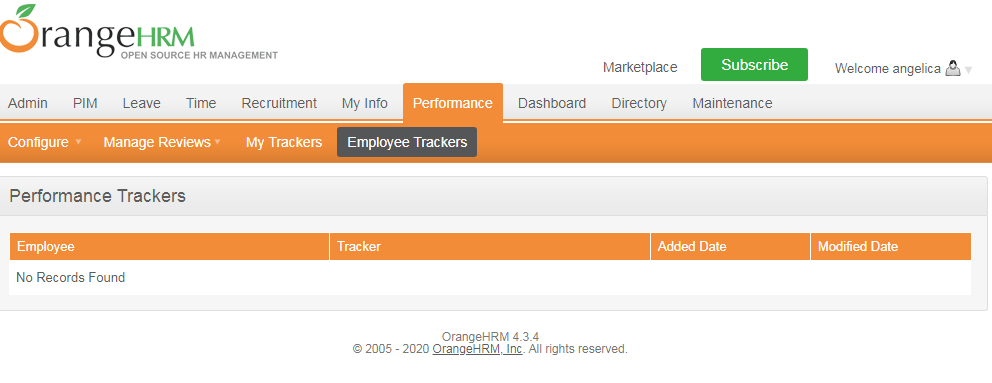 OrangeHRM
OPEN SOURCE HR MANAGEMENT
Marketplace Subscribe Welcome angelica
Admin PIM Leave Time Recruitment My Info Performance Dashboard Directory Maintenance
Configure Manage Reviews My Trackers Employee Trackers
Performance Trackers
Employee Tracker Added Date Modified Date
No Records Found
OrangeHRM 4.3.4
© 2005 - 2020 OrangeHRM, Inc. All rights reserved.